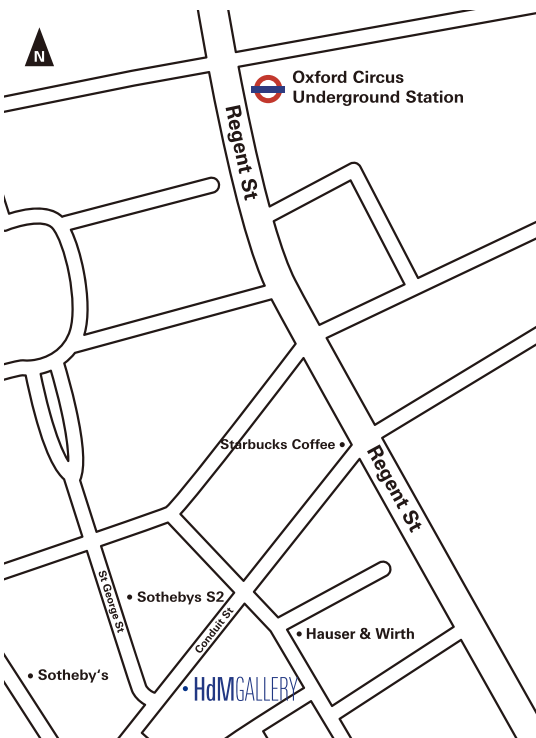 N
Oxford Circus
Underground Station
Regent St
Starbucks Coffee
Regent St
St George St
Sothebys S2
Conduit St
Hauser & Wirth
Sotheby's
HdMGALLERY